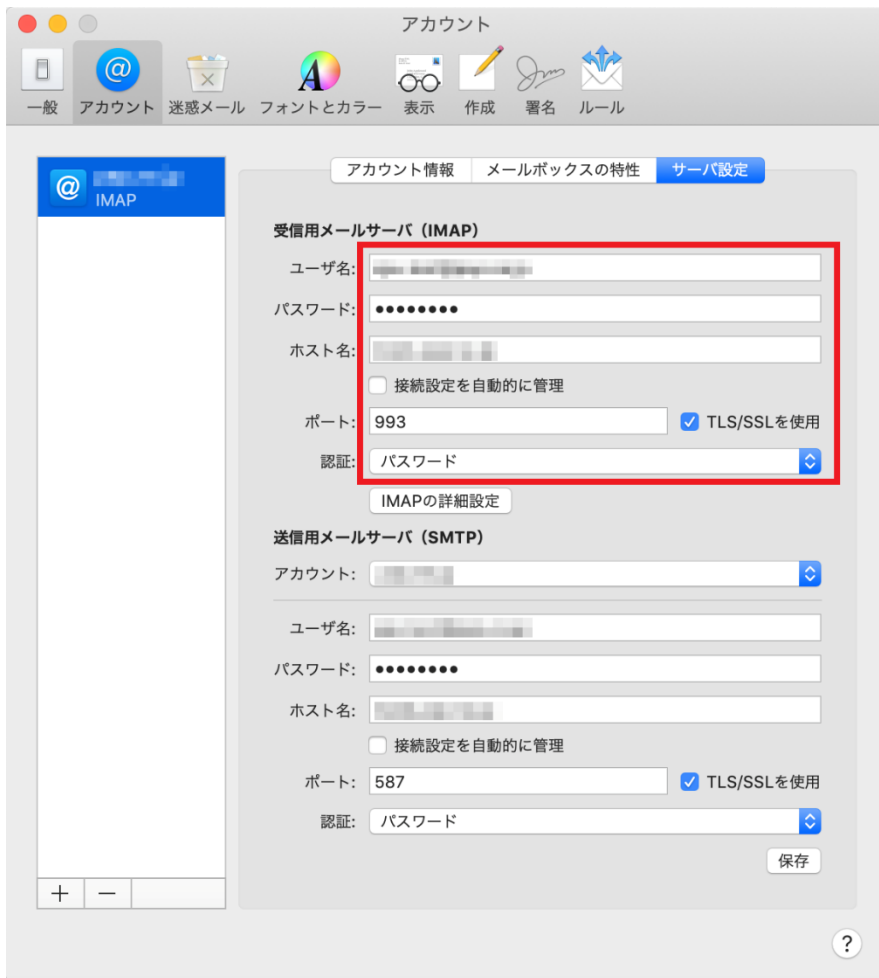 アカウント
一般 アカウント 迷惑メール フォントとカラー 表示 作成 署名 ルール
IMAP
アカウント情報 メールボックスの特性 サーバ設定
受信用メールサーバ（IMAP）
ユーザ名:
パスワード: ●●●●●●●●
ホスト名:
接続設定を自動的に管理
ポート: 993 TLS/SSLを使用
認証: パスワード
IMAPの詳細設定
送信用メールサーバ（SMTP）
アカウント:
ユーザ名:
パスワード: ●●●●●●●●
ホスト名:
接続設定を自動的に管理
ポート: 587 TLS/SSLを使用
認証: パスワード
保存
?